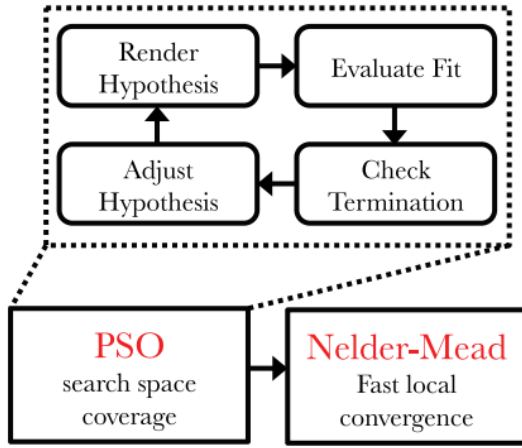 Render
Hypothesis
Evaluate Fit
Adjust
Hypothesis
Check
Termination
PSO
search space
coverage
Nelder-Mead
Fast local
convergence